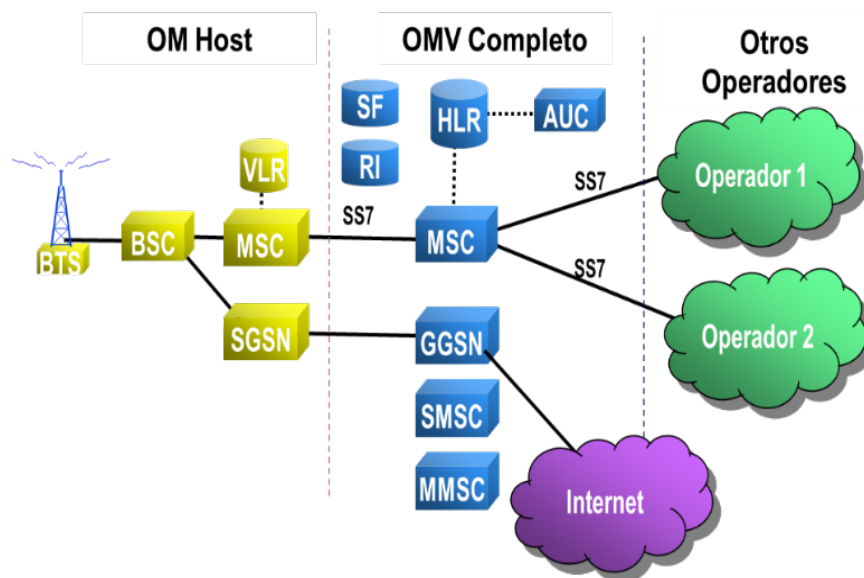 OM Host
OMV Completo
Otros
Operadores
SF
HLR
AUC
RI
VLR
SS7
Operador 1
BTS
BSC
MSC
SS7
MSC
SS7
SGSN
GGSN
Operador 2
SMSC
MMSC
Internet